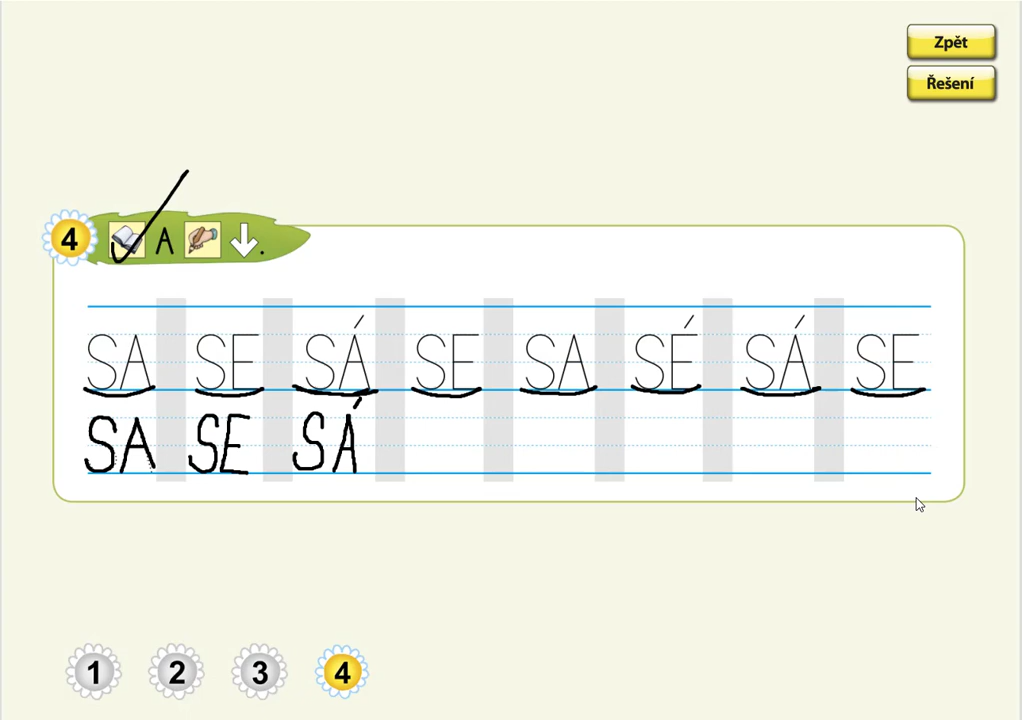 Zpět
Řešení
4 A .
SA SE SÁ SE SA SÉ SÁ SE
SA SE SÁ
1 2 3 4